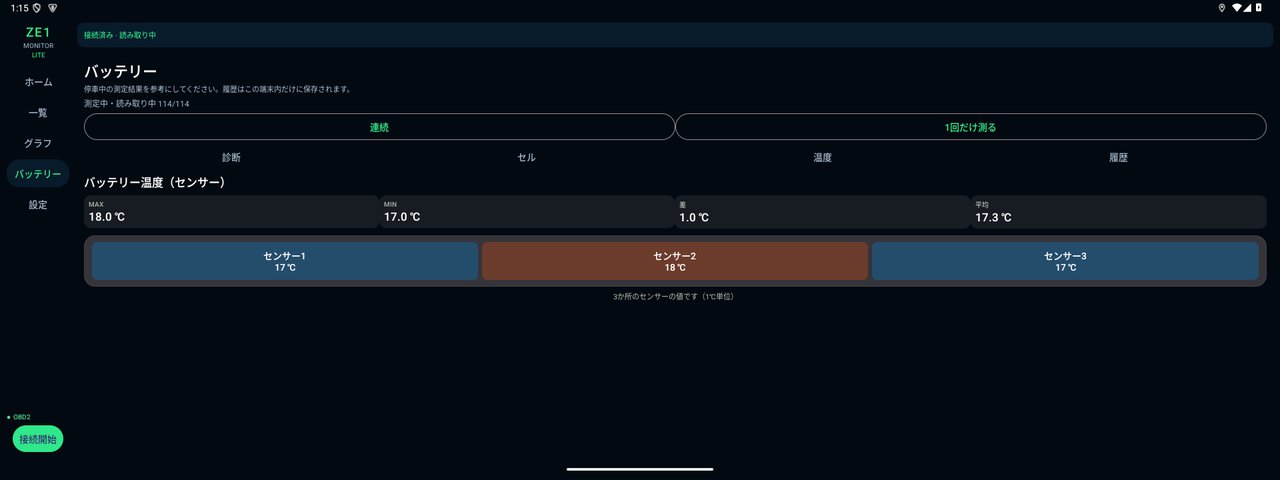 1:15
ZE1
MONITOR
LITE
ホーム
一覧
グラフ
バッテリー
設定
OBD2
接続開始
接続済み · 読み取り中
バッテリー
停車中の測定結果を参考にしてください。履歴はこの端末内だけに保存されます。
測定中・読み取り中 114/114
連続 1回だけ測る
診断 セル 温度 履歴
バッテリー温度（センサー）
MAX MIN 差 平均
18.0 ℃ 17.0 ℃ 1.0 ℃ 17.3 ℃
センサー1 センサー2 センサー3
17 ℃ 18 ℃ 17 ℃
3か所のセンサーの値です（1℃単位）